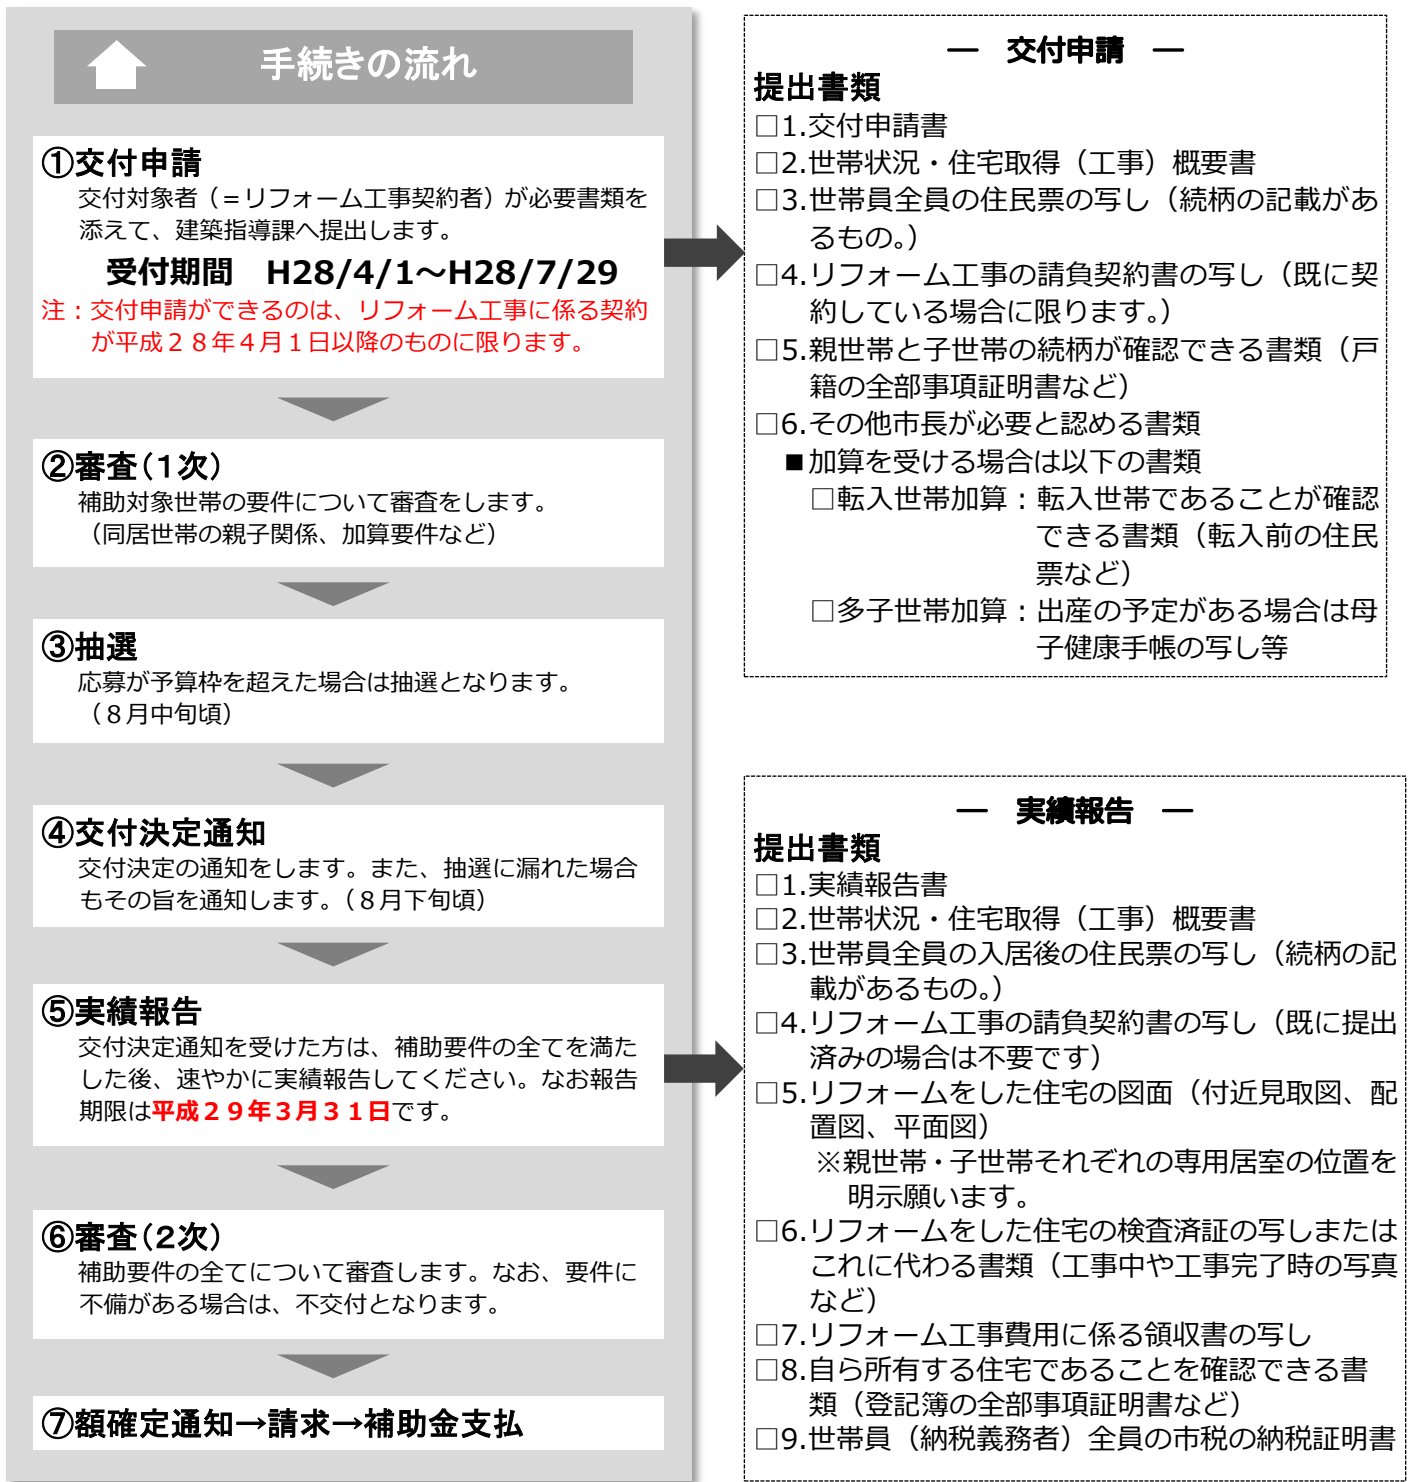 手続きの流れ
①交付申請
交付対象者（=リフォーム工事契約者）が必要書類を
添えて、建築指導課へ提出します。
受付期間　H28/4/1～H28/7/29
注：交付申請ができるのは、リフォーム工事に係る契約
が平成２８年４月１日以降のものに限ります。
②審査（１次）
補助対象世帯の要件について審査をします。
（同居世帯の親子関係、加算要件など）
③抽選
応募が予算枠を超えた場合は抽選となります。
（８月中旬頃）
④交付決定通知
交付決定の通知をします。また、抽選に漏れた場合
もその旨を通知します。（８月下旬頃）
⑤実績報告
交付決定通知を受けた方は、補助要件の全てを満た
した後、速やかに実績報告してください。なお報告
期限は平成２９年３月３１日です。
⑥審査（２次）
補助要件の全てについて審査します。なお、要件に
不備がある場合は、不交付となります。
⑦額確定通知→請求→補助金支払
―　交付申請　―
提出書類
□1.交付申請書
□2.世帯状況・住宅取得（工事）概要書
□3.世帯員全員の住民票の写し（続柄の記載があ
るもの。）
□4.リフォーム工事の請負契約書の写し（既に契
約している場合に限ります。）
□5.親世帯と子世帯の続柄が確認できる書類（戸
籍の全部事項証明書など）
□6.その他市長が必要と認める書類
■加算を受ける場合は以下の書類
□転入世帯加算：転入世帯であることが確認
できる書類（転入前の住民
票など）
□多子世帯加算：出産の予定がある場合は母
子健康手帳の写し等
―　実績報告　―
提出書類
□1.実績報告書
□2.世帯状況・住宅取得（工事）概要書
□3.世帯員全員の入居後の住民票の写し（続柄の記
載があるもの。）
□4.リフォーム工事の請負契約書の写し（既に提出
済みの場合は不要です）
□5.リフォームをした住宅の図面（付近見取図、配
置図、平面図）
※親世帯・子世帯それぞれの専用居室の位置を
明示願います。
□6.リフォームをした住宅の検査済証の写しまたは
これに代わる書類（工事中や工事完了時の写真
など）
□7.リフォーム工事費用に係る領収書の写し
□8.自ら所有する住宅であることを確認できる書
類（登記簿の全部事項証明書など）
□9.世帯員（納税義務者）全員の市税の納税証明書